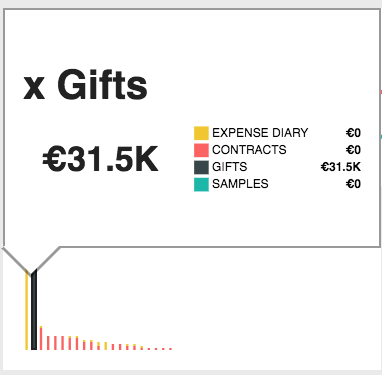 x Gifts
€31.5K
EXPENSE DIARY €0
CONTRACTS €0
GIFTS €31.5K
SAMPLES €0